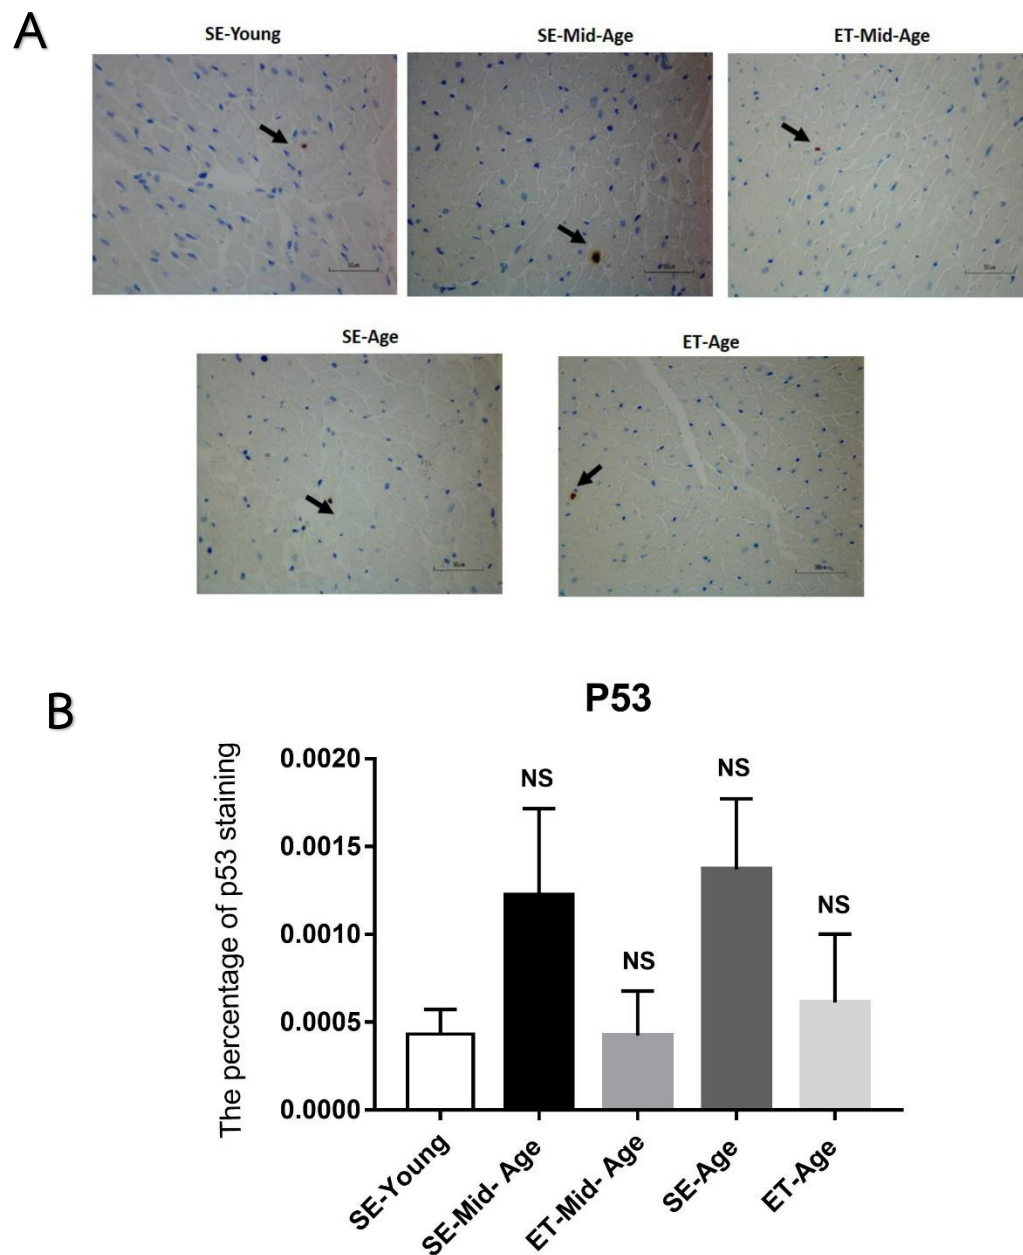 A
SE-Young
SE-Mid-Age
ET-Mid-Age
SE-Age
ET-Age
B
P53
The percentage of p53 staining
0.0020
0.0015
0.0010
0.0005
0.0000
NS
NS
NS
NS
SE-Young
SE-Mid- Age
ET-Mid- Age
SE-Age
ET-Age